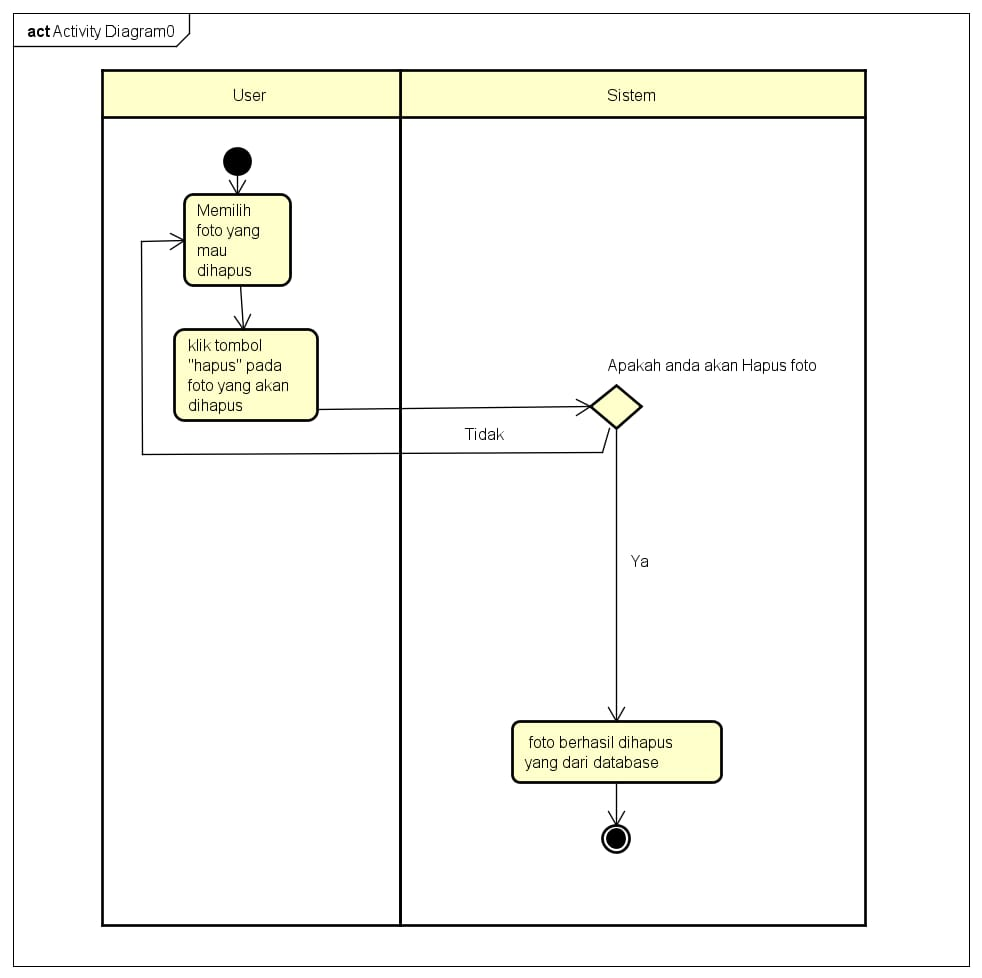 act Activity Diagram0
User
Sistem
Memilih
foto yang
mau
dihapus
klik tombol
"hapus" pada
foto yang akan
dihapus
Apakah anda akan Hapus foto
Tidak
Ya
foto berhasil dihapus
yang dari database